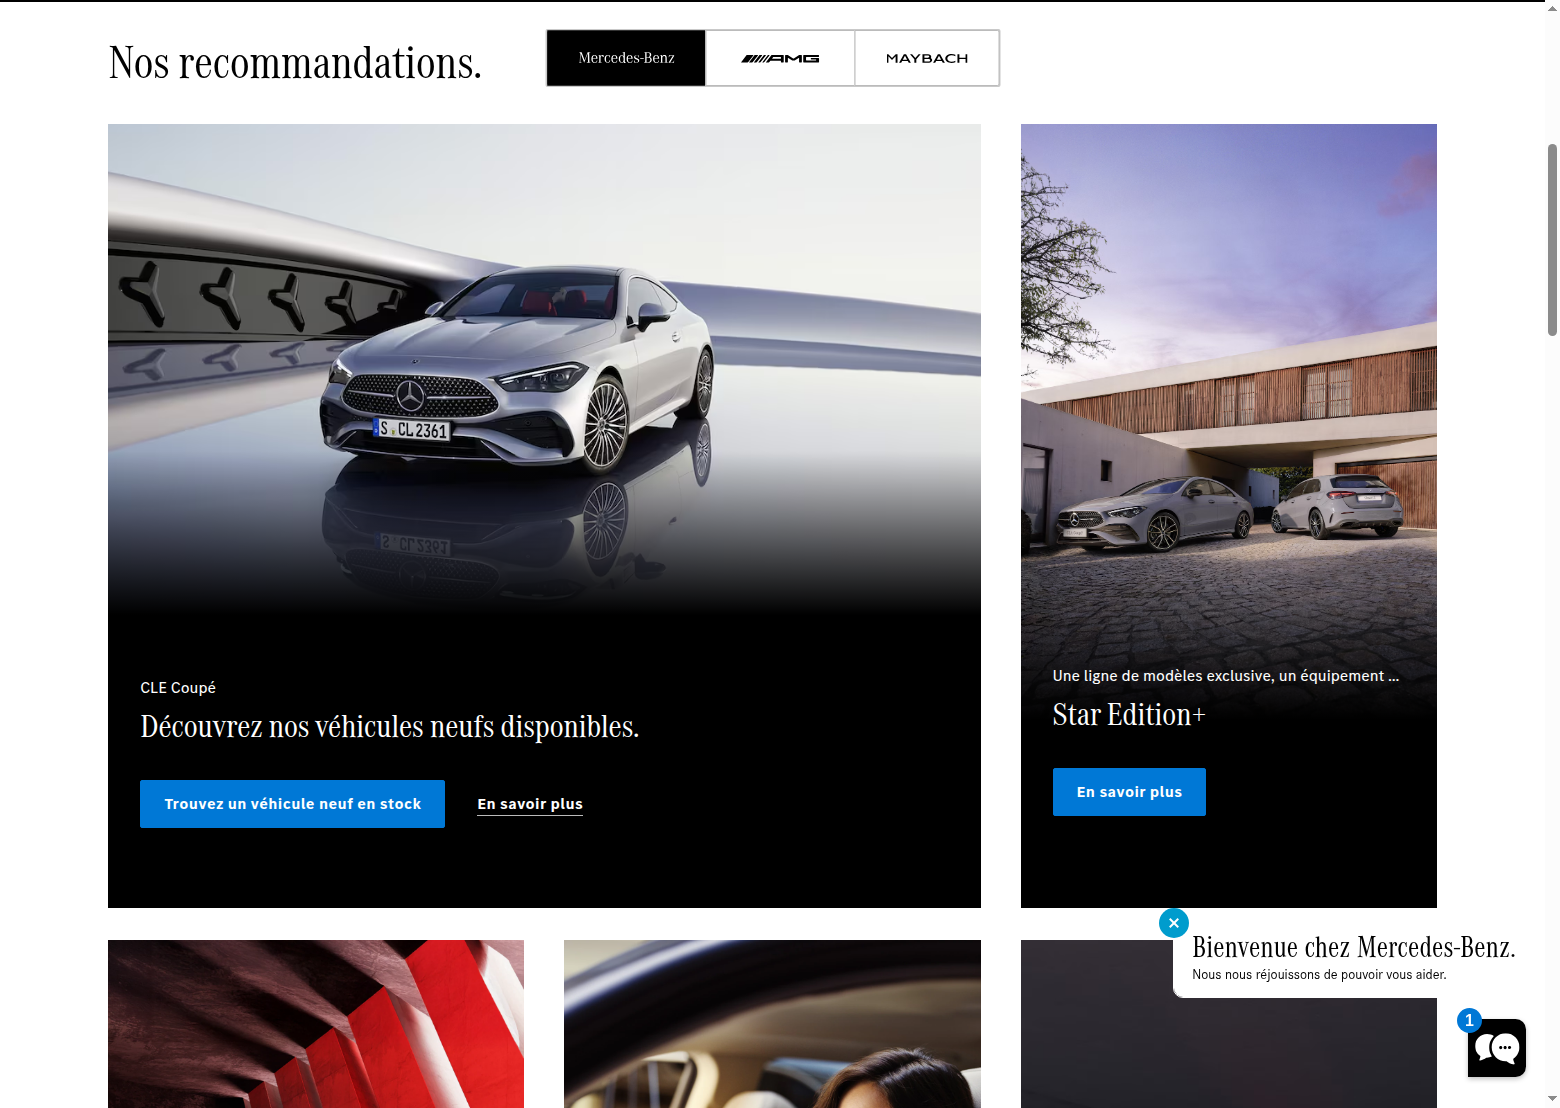 Nos recommandations.
Mercedes-Benz
AMG
MAYBACH
S CL 2361
CLE Coupé
Découvrez nos véhicules neufs disponibles.
Trouvez un véhicule neuf en stock
En savoir plus
Une ligne de modèles exclusive, un équipement ...
Star Edition+
En savoir plus
Bienvenue chez Mercedes-Benz.
Nous nous réjouissons de pouvoir vous aider.
1